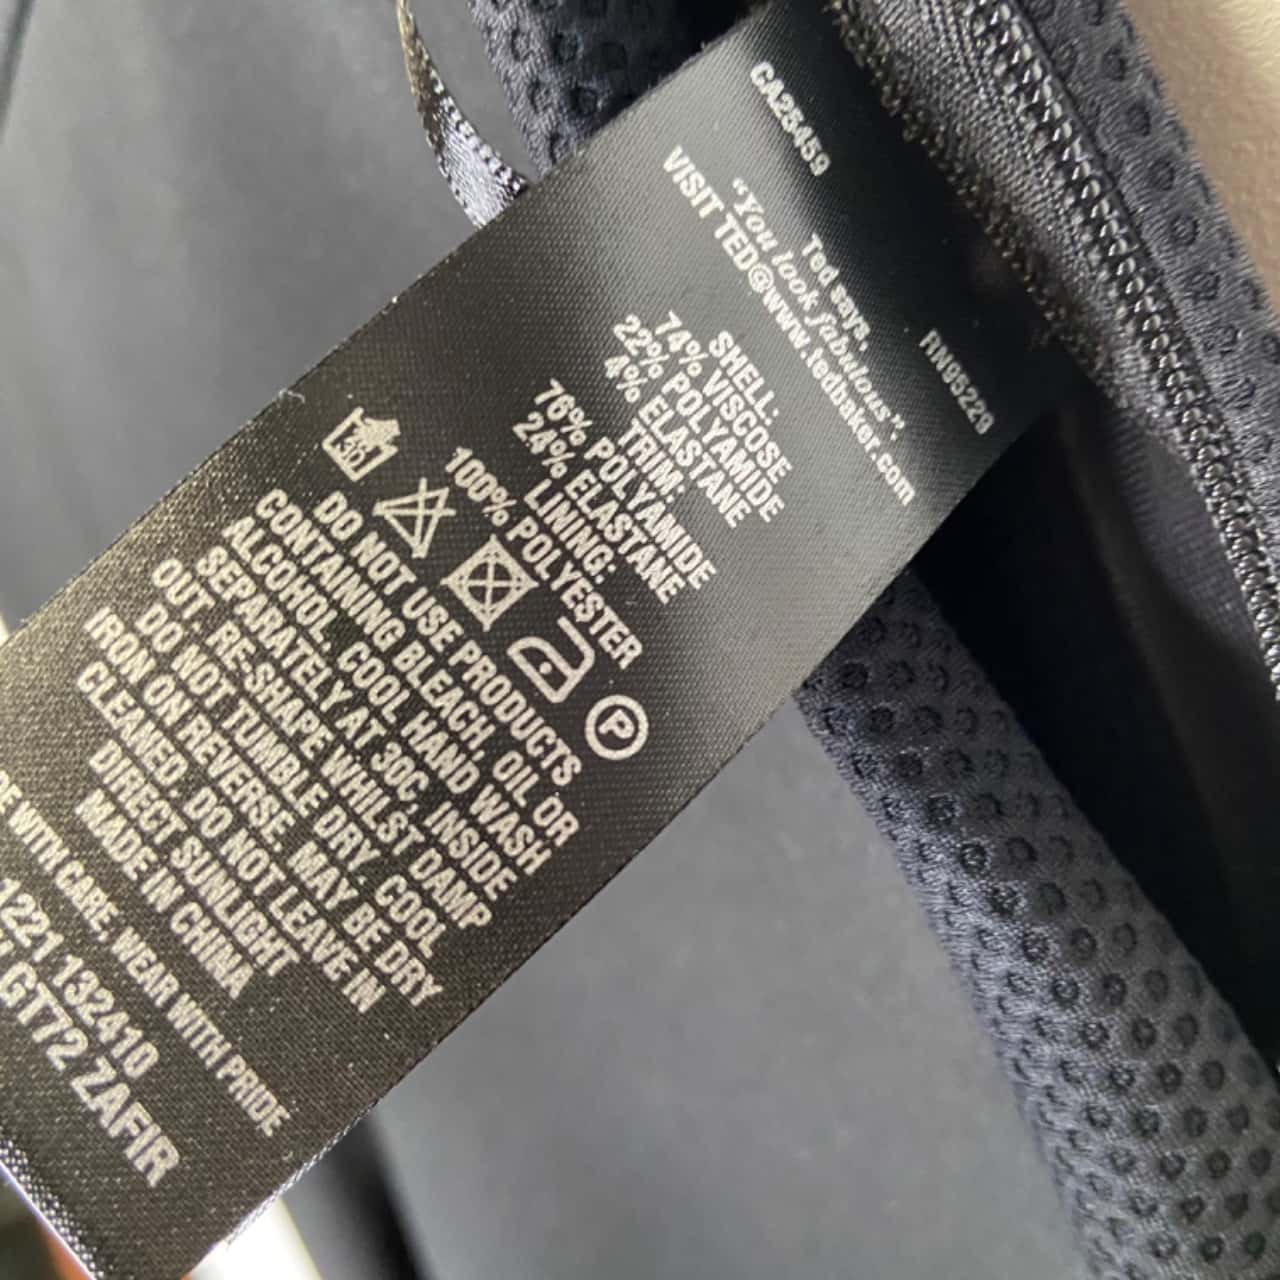 CA25459
RN95229
Ted says,
"You look fabulous".
VISIT TED@www.tedbaker.com
SHELL:
74% VISCOSE
22% POLYAMIDE
4% ELASTANE
TRIM:
76% POLYAMIDE
24% ELASTANE
LINING:
100% POLYESTER
30
P
DO NOT USE PRODUCTS
CONTAINING BLEACH, OIL OR
ALCOHOL. COOL HAND WASH
SEPARATELY AT 30C, INSIDE
OUT. RE-SHAPE WHILST DAMP
DO NOT TUMBLE DRY. COOL
IRON ON REVERSE. MAY BE DRY
CLEANED. DO NOT LEAVE IN
DIRECT SUNLIGHT
MADE IN CHINA
WITH CARE, WEAR WITH PRIDE
1221 132410
GT72 ZAFIR